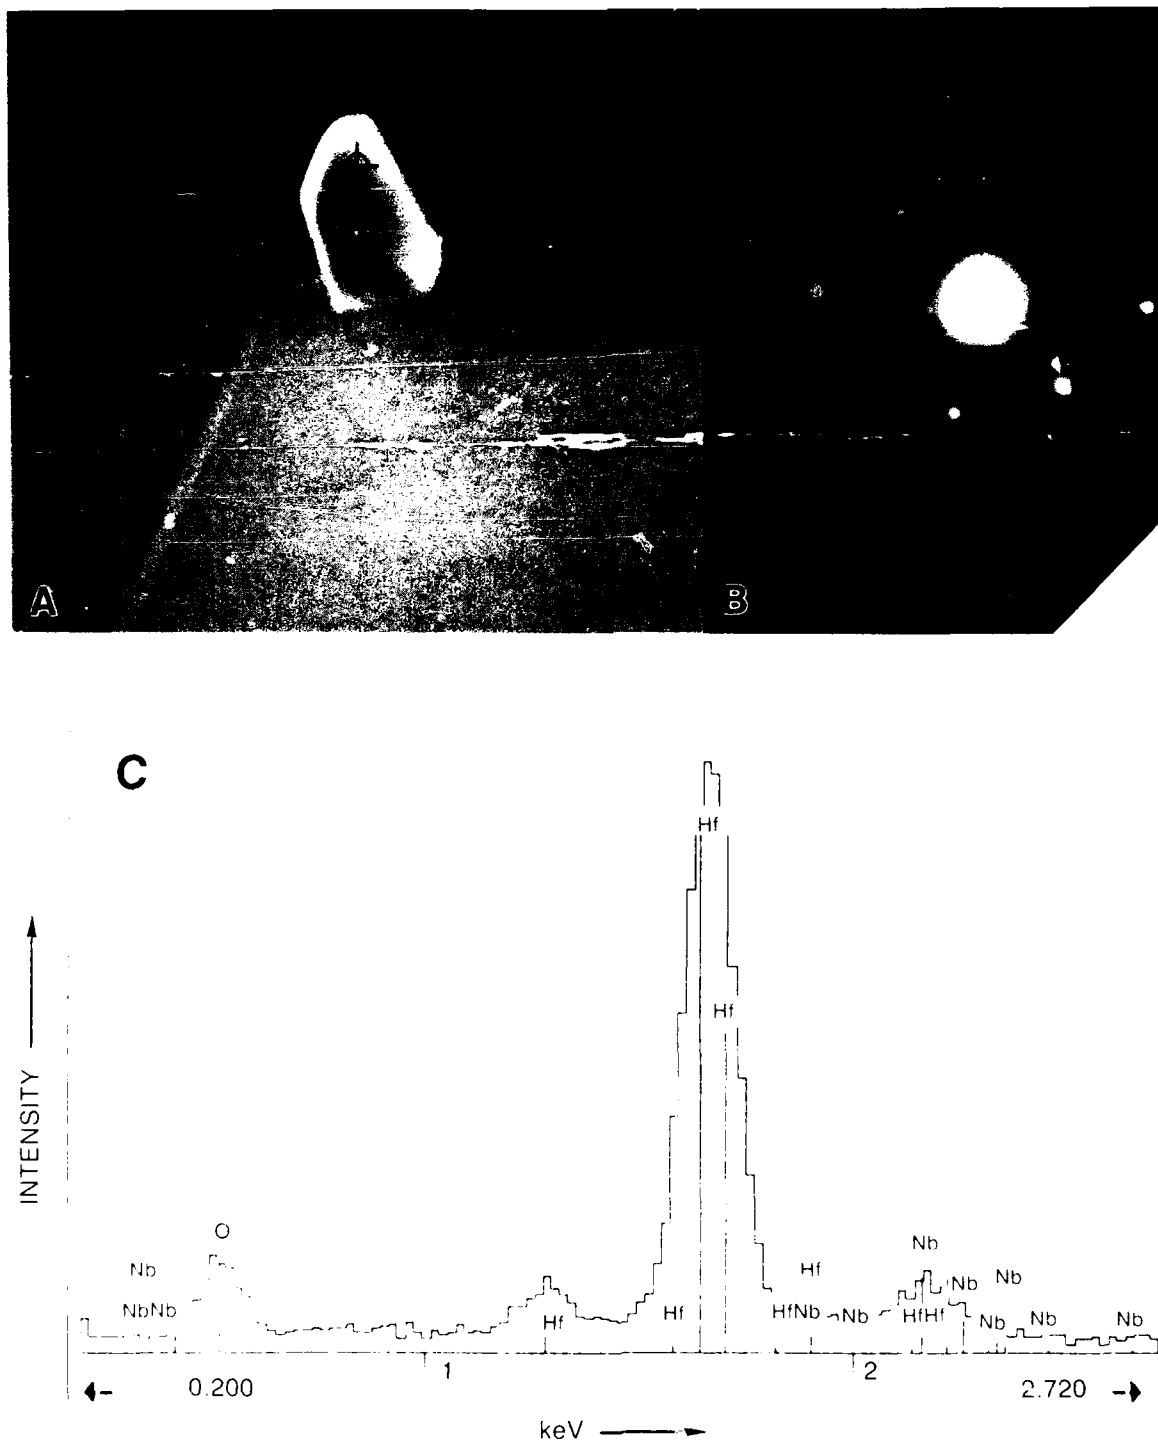 A B
C
Hf
Hf
INTENSITY
O
Nb
Nb Hf Nb Nb
NbNb Hf Hf HfNb Nb HfHf Nb Nb Nb
1 2
0.200 2.720
keV